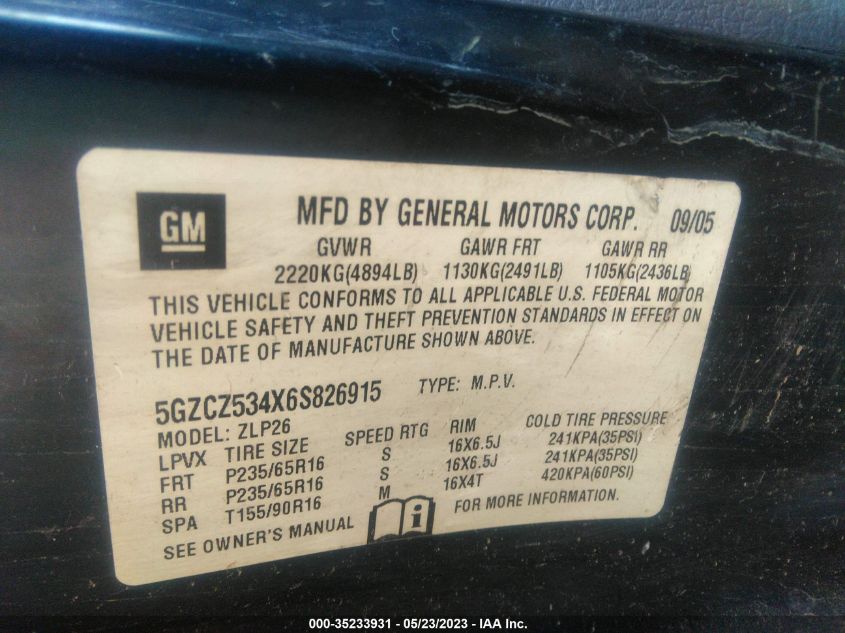 GM
MFD BY GENERAL MOTORS CORP. 09/05
GVWR GAWR FRT GAWR RR
2220KG(4894LB) 1130KG(2491LB) 1105KG(2436LB)
THIS VEHICLE CONFORMS TO ALL APPLICABLE U.S. FEDERAL MOTOR
VEHICLE SAFETY AND THEFT PREVENTION STANDARDS IN EFFECT ON
THE DATE OF MANUFACTURE SHOWN ABOVE.
5GZCZ534X6S826915 TYPE: M.P.V.
MODEL: ZLP26
LPVX TIRE SIZE SPEED RTG RIM COLD TIRE PRESSURE
FRT P235/65R16 S 16X6.5J 241KPA(35PSI)
RR P235/65R16 S 16X6.5J 241KPA(35PSI)
SPA T155/90R16 M 16X4T 420KPA(60PSI)
SEE OWNER'S MANUAL i FOR MORE INFORMATION.
000-35233931 - 05/23/2023 - IAA Inc.